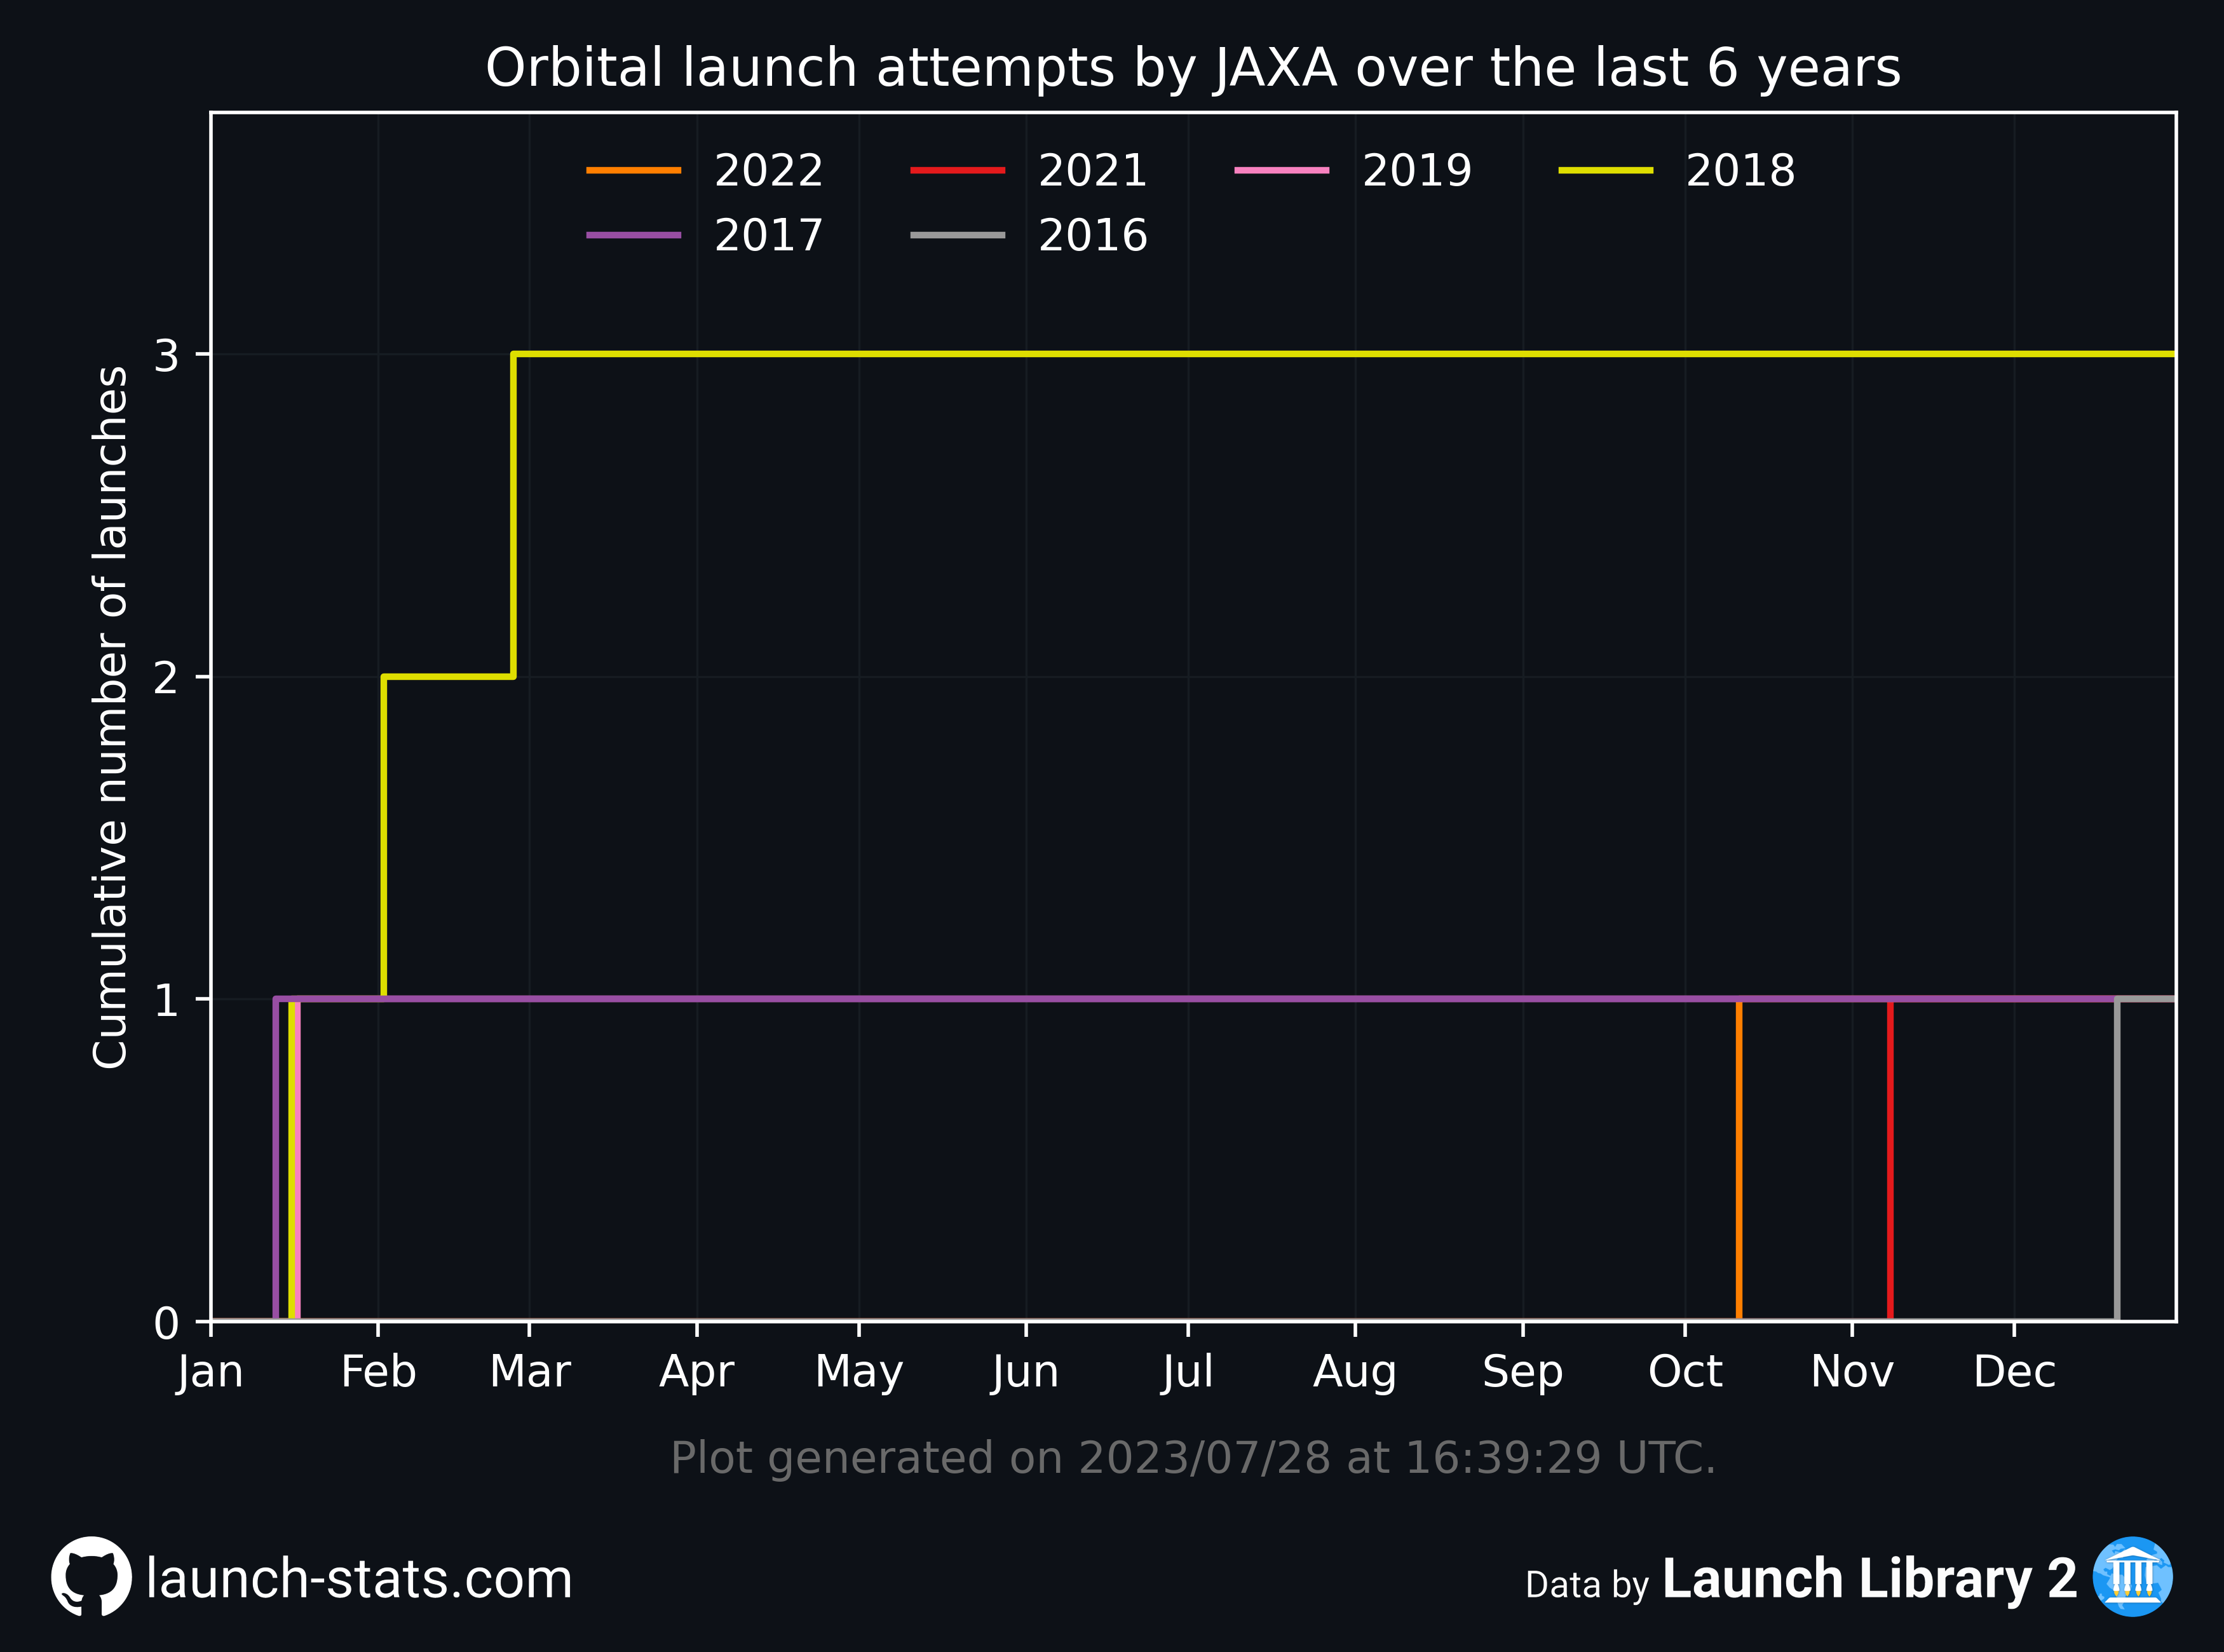 Orbital launch attempts by JAXA over the last 6 years
2022 2021 2019 2018
2017 2016
Cumulative number of launches
3
2
1
0
Jan Feb Mar Apr May Jun Jul Aug Sep Oct Nov Dec
Plot generated on 2023/07/28 at 16:39:29 UTC.
launch-stats.com
Data by Launch Library 2